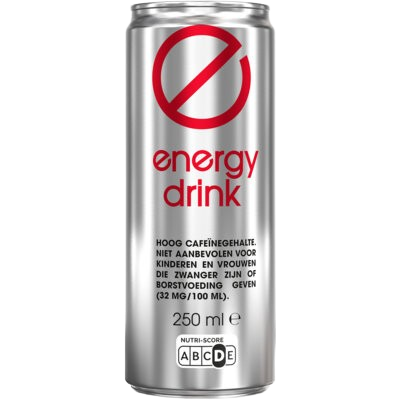 energy
drink
HOOG CAFEÏNEGEHALTE.
NIET AANBEVOLEN VOOR
KINDEREN EN VROUWEN
DIE ZWANGER ZIJN OF
BORSTVOEDING GEVEN
(32 MG/100 ML).
250 ml ℮
NUTRI-SCORE
ABCDE